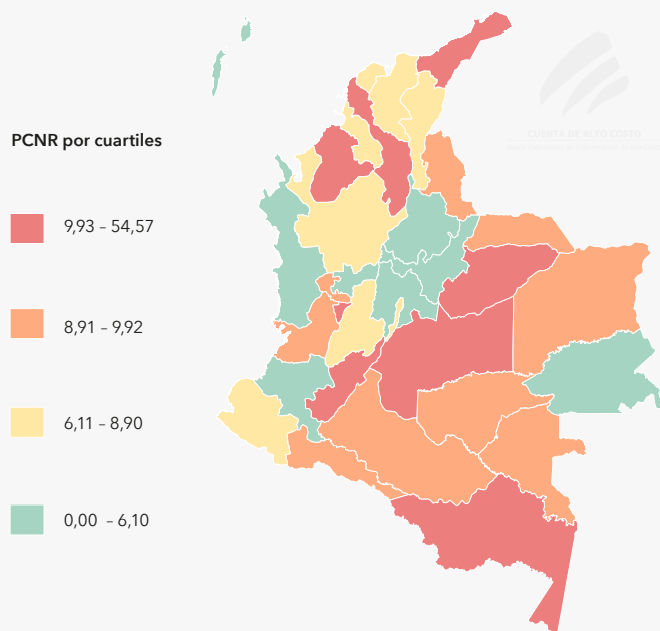 CUENTA DE ALTO COSTO
PCNR por cuartiles
9,93 – 54,57
8,91 – 9,92
6,11 – 8,90
0,00 – 6,10